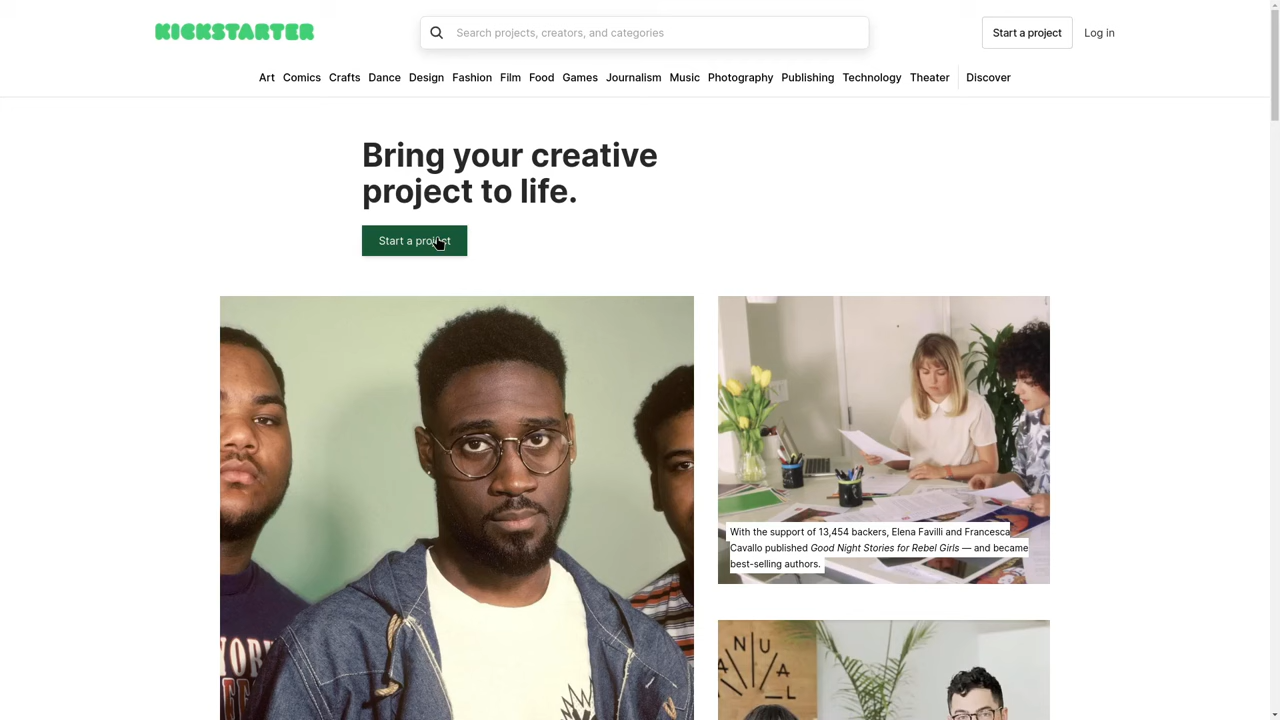 KICKSTARTER
Search projects, creators, and categories
Start a project
Log in
Art Comics Crafts Dance Design Fashion Film Food Games Journalism Music Photography Publishing Technology Theater Discover
Bring your creative
project to life.
Start a project
With the support of 13,454 backers, Elena Favilli and Francesca
Cavallo published Good Night Stories for Rebel Girls — and became
best-selling authors.